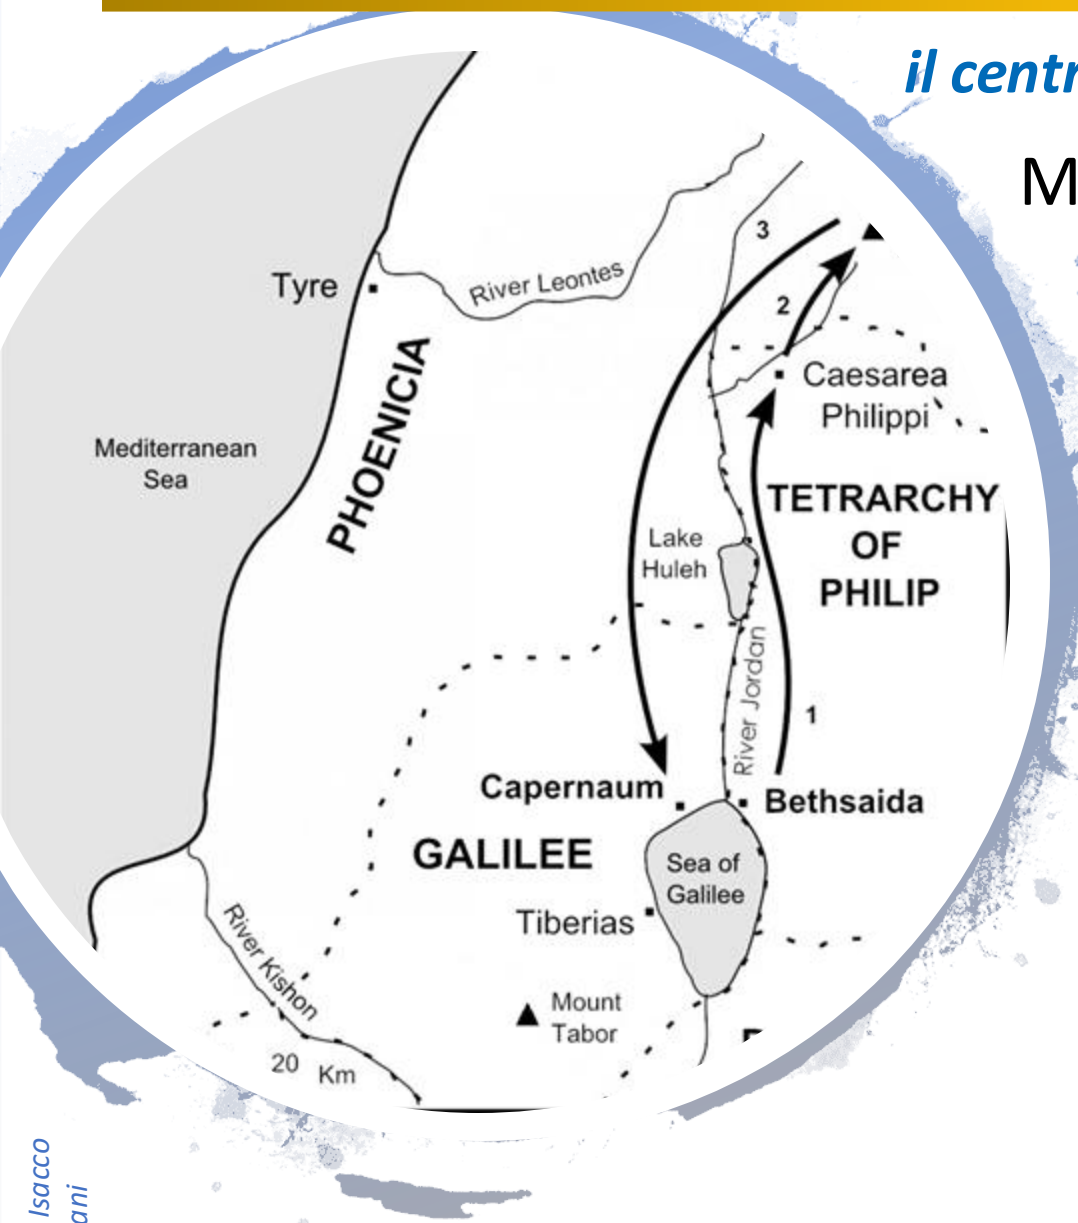 il centr
M
3
Tyre
River Leontes
2
PHOENICIA
Caesarea
Philippi
Mediterranean
Sea
TETRARCHY
OF
PHILIP
Lake
Huleh
River Jordan
1
Capernaum
Bethsaida
GALILEE
Sea of
Galilee
Tiberias
River Kishon
Mount
Tabor
20 Km
Isacco
ani